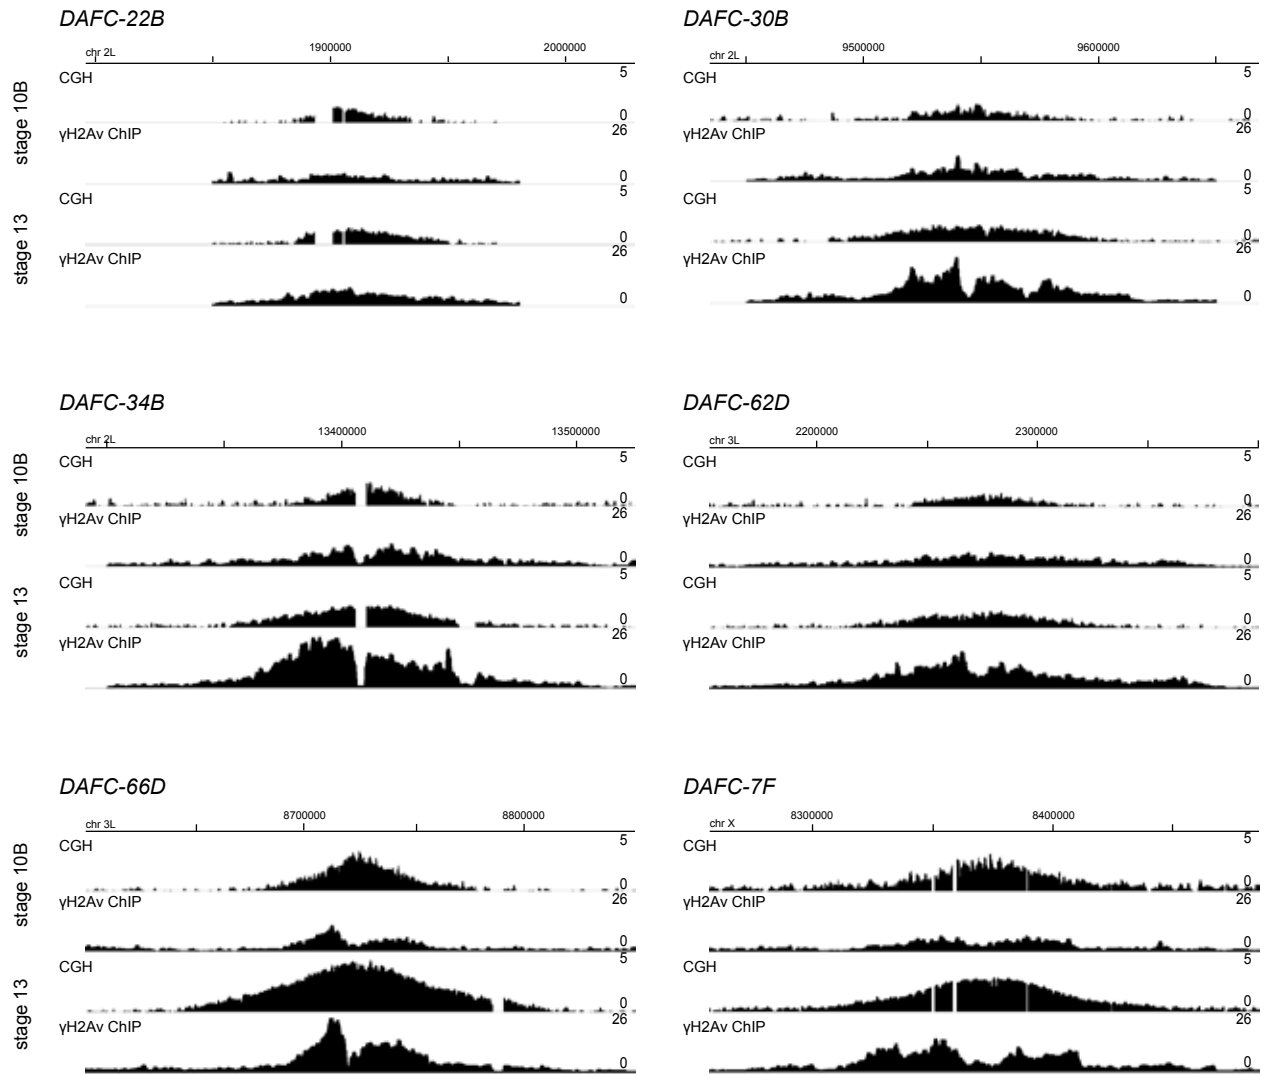 DAFC-22B
chr 2L 1900000 2000000
stage 10B
CGH 5
0
γH2Av ChIP 26
0
stage 13
CGH 5
0
γH2Av ChIP 26
0
DAFC-30B
chr 2L 9500000 9600000
CGH 5
0
γH2Av ChIP 26
0
CGH 5
0
γH2Av ChIP 26
0
DAFC-34B
chr 2L 13400000 13500000
stage 10B
CGH 5
0
γH2Av ChIP 26
0
stage 13
CGH 5
0
γH2Av ChIP 26
0
DAFC-62D
chr 3L 2200000 2300000
CGH 5
0
γH2Av ChIP 26
0
CGH 5
0
γH2Av ChIP 26
0
DAFC-66D
chr 3L 8700000 8800000
stage 10B
CGH 5
0
γH2Av ChIP 26
0
stage 13
CGH 5
0
γH2Av ChIP 26
0
DAFC-7F
chr X 8300000 8400000
CGH 5
0
γH2Av ChIP 26
0
CGH 5
0
γH2Av ChIP 26
0